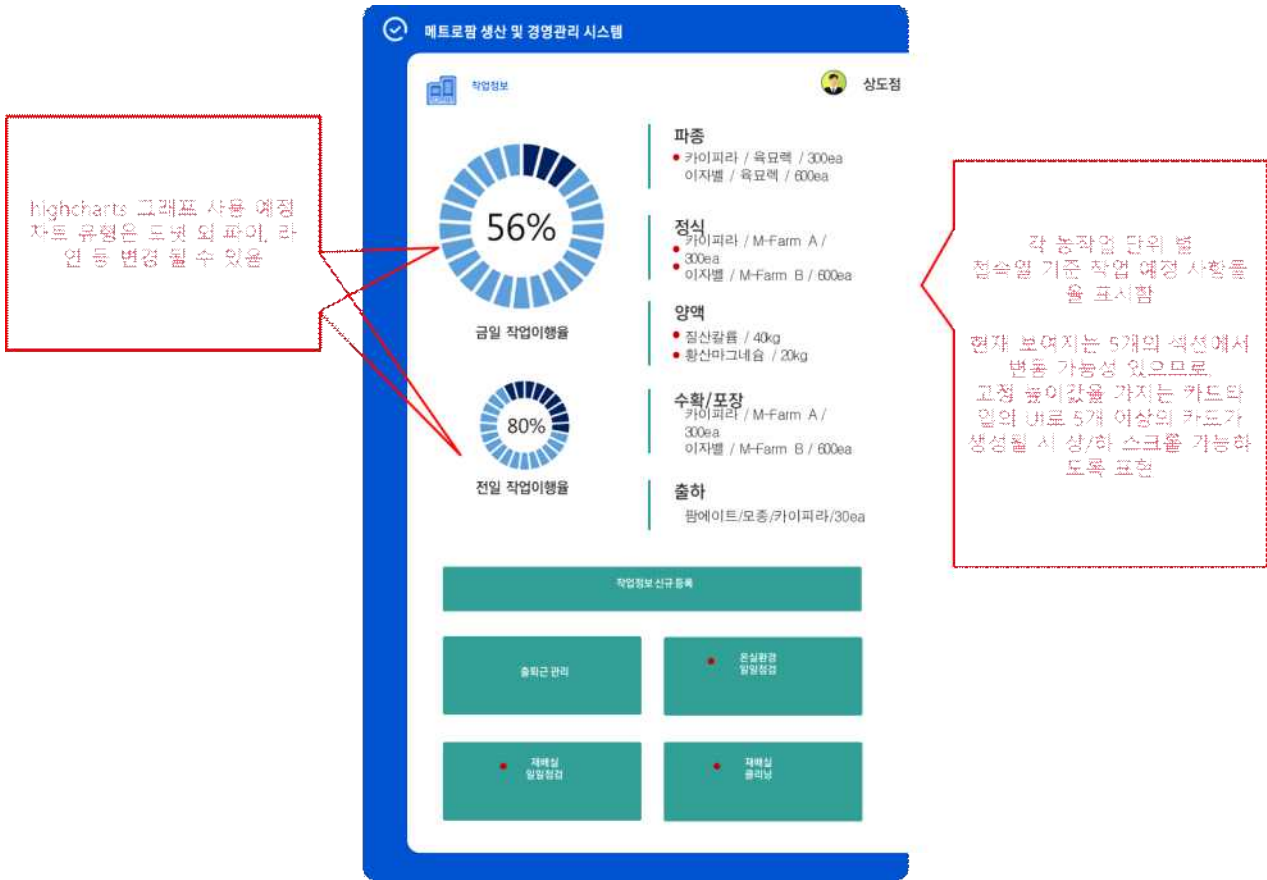 메트로팜 생산 및 경영관리 시스템
작업정보
상도점
highcharts 그래프 사용 예정
차트 유형은 도넛 외 파이, 라
인 등 변경 될 수 있음
56%
금일 작업이행율
80%
전일 작업이행율
파종
카이피라 / 육묘렉 / 300ea
이자벨 / 육묘렉 / 600ea
정식
카이피라 / M-Farm A /
300ea
이자벨 / M-Farm B / 600ea
양액
질산칼륨 / 40kg
황산마그네슘 / 20kg
수확/포장
카이피라 / M-Farm A /
300ea
이자벨 / M-Farm B / 600ea
출하
팜에이트/모종/카이피라/30ea
각 농작업 단위 별
접속일 기준 작업 예정 사항들
을 표시함
현재 보여지는 5개의 섹션에서
변동 가능성 있으므로,
고정 높이값을 가지는 카드타
입의 UI로 5개 이상의 카드가
생성될 시 상/하 스크롤 가능하
도록 표현
작업정보 신규 등록
출퇴근 관리
온실환경
일일점검
재배실
일일점검
재배실
클리닝